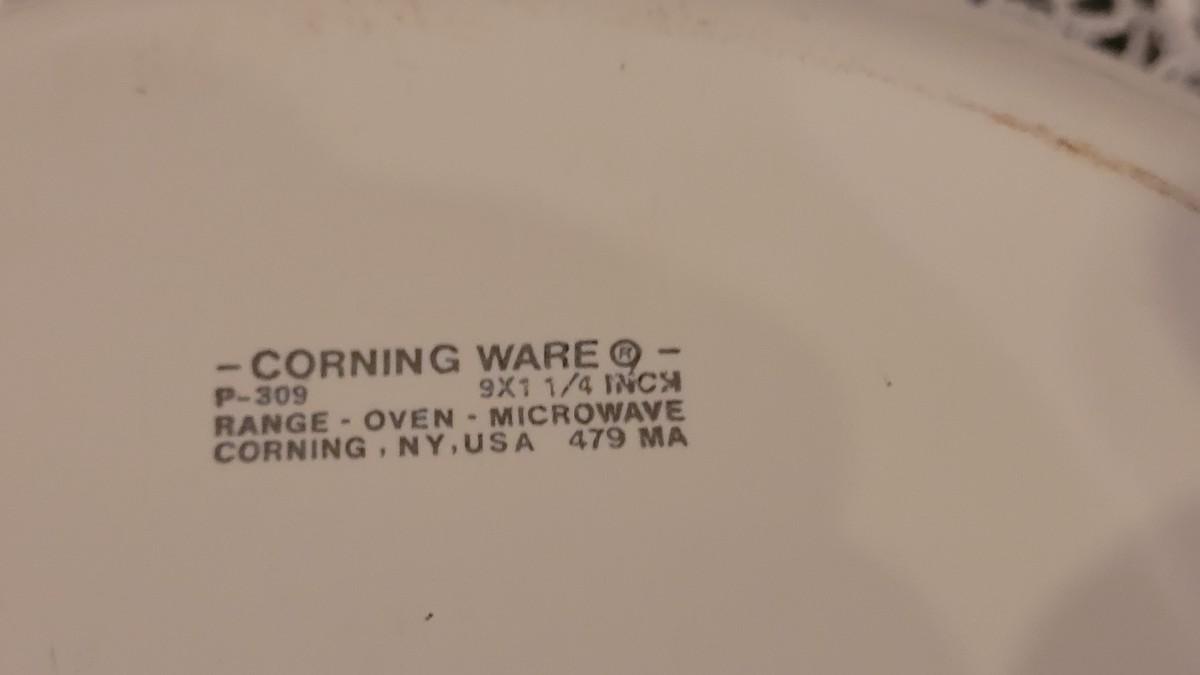 - CORNING WARE ® -
P-309 9X1 1/4 INCH
RANGE - OVEN - MICROWAVE
CORNING , NY, USA 479 MA